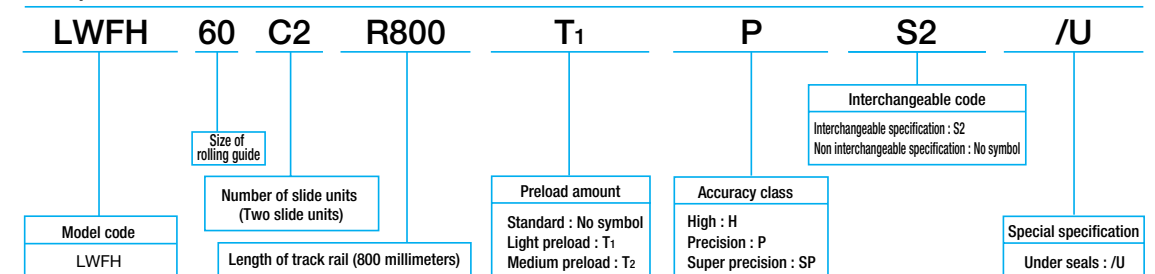 LWFH 60 C2 R800 T1 P S2 /U
Interchangeable code
Interchangeable specification : S2
Non interchangeable specification : No symbol
Size of
rolling guide
Number of slide units
(Two slide units)
Preload amount
Standard : No symbol
Light preload : T1
Medium preload : T2
Accuracy class
High : H
Precision : P
Super precision : SP
Model code
LWFH
Length of track rail (800 millimeters)
Special specification
Under seals : /U